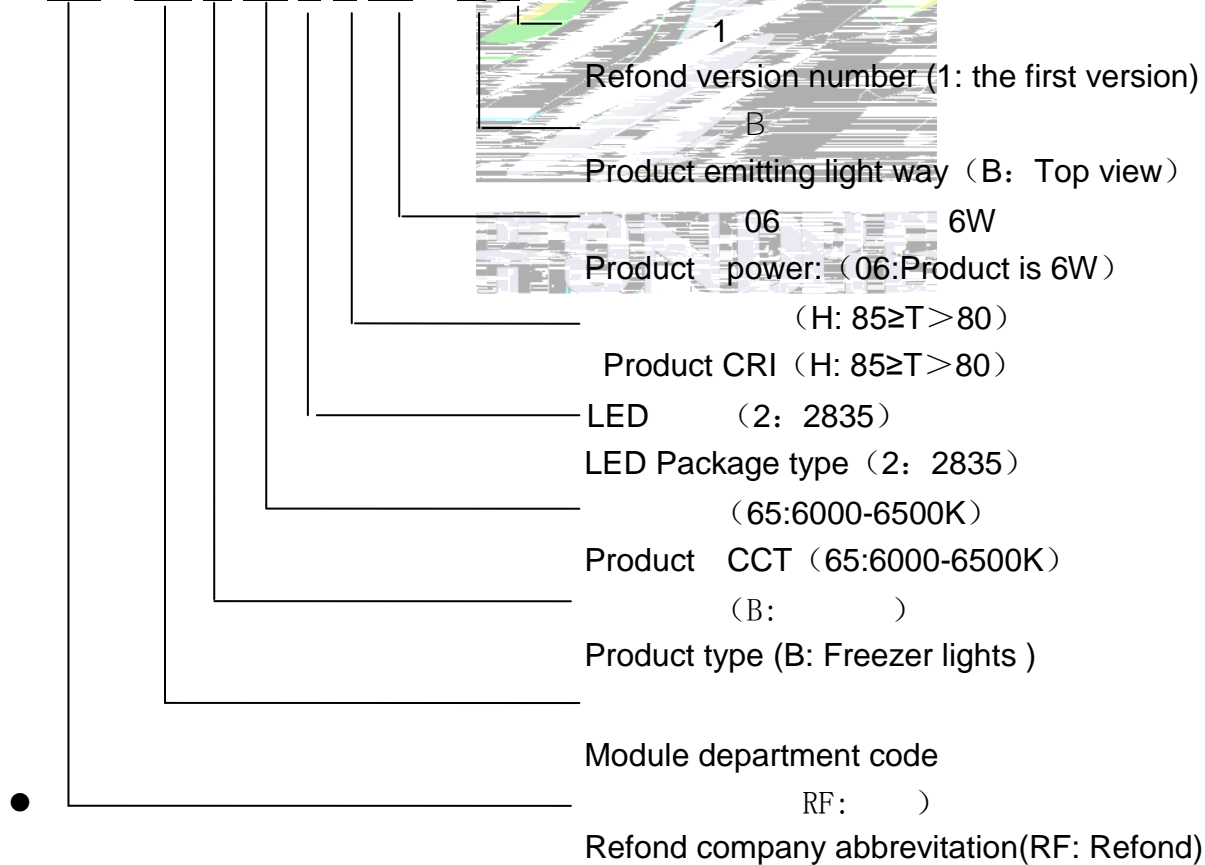 1
Refond version number (1: the first version)
B
Product emitting light way（B：Top view）
06 6W
Product power:（06:Product is 6W）
（H: 85≥T＞80）
Product CRI（H: 85≥T＞80）
LED （2：2835）
LED Package type（2：2835）
（65:6000-6500K）
Product CCT（65:6000-6500K）
（B: ）
Product type (B: Freezer lights )
Module department code
● RF: ）
Refond company abbrevitation(RF: Refond)